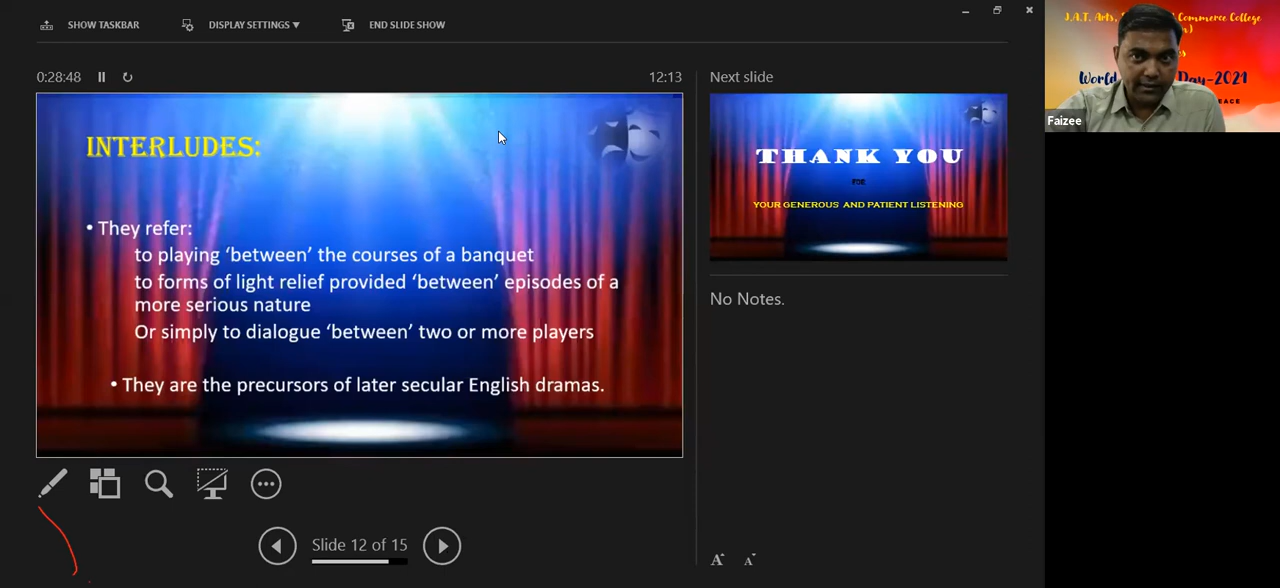 SHOW TASKBAR
DISPLAY SETTINGS ▼
END SLIDE SHOW
0:28:48
12:13
INTERLUDES:
• They refer:
to playing ‘between’ the courses of a banquet
to forms of light relief provided ‘between’ episodes of a
more serious nature
Or simply to dialogue ‘between’ two or more players
• They are the precursors of later secular English dramas.
Slide 12 of 15
Next slide
THANK YOU
FOR
YOUR GENEROUS AND PATIENT LISTENING
No Notes.
A
A
J.A.T. Arts, Commerce College
World Day-2021
Faizee